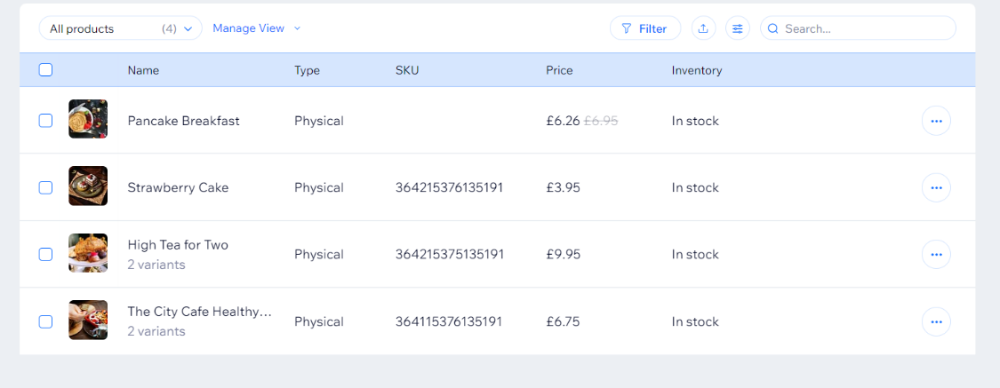 All products (4) Manage View Filter Search...
Name Type SKU Price Inventory
Pancake Breakfast Physical £6.26 £6.95 In stock
Strawberry Cake Physical 364215376135191 £3.95 In stock
High Tea for Two
2 variants
Physical 364215375135191 £9.95 In stock
The City Cafe Healthy...
2 variants
Physical 364115376135191 £6.75 In stock